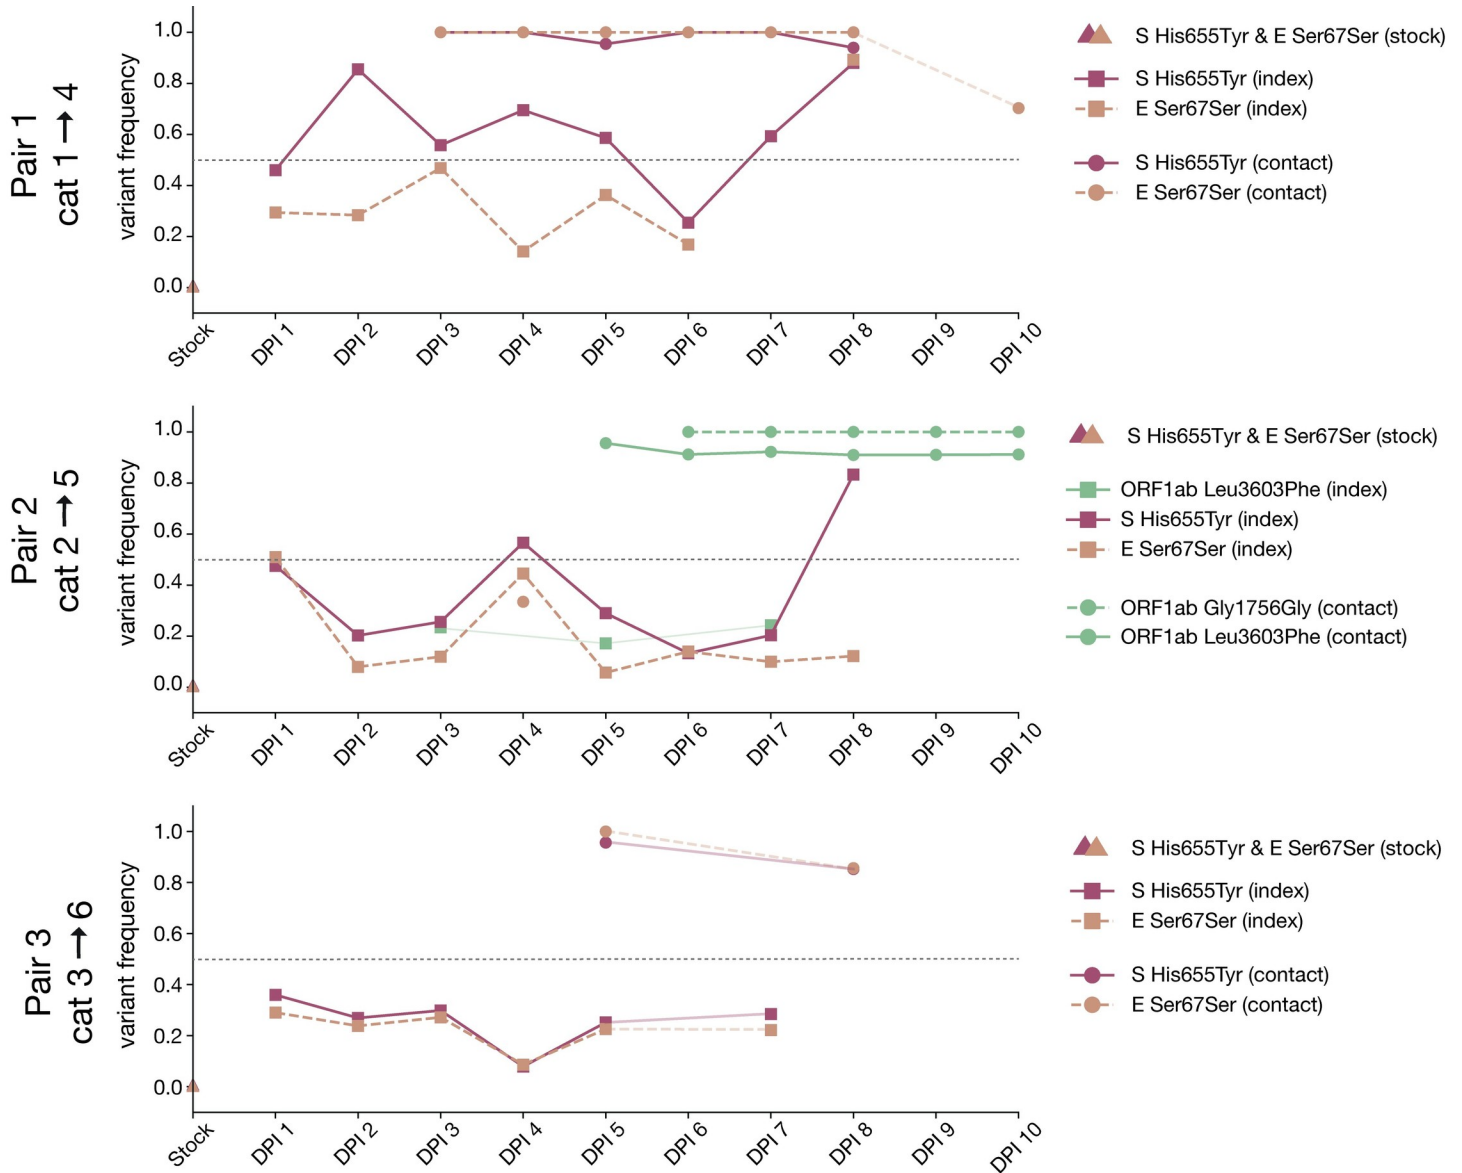 Pair 1
cat 1→4
variant frequency
1.0
0.8
0.6
0.4
0.2
0.0
Stock
DPI 1
DPI 2
DPI 3
DPI 4
DPI 5
DPI 6
DPI 7
DPI 8
DPI 9
DPI 10
S His655Tyr & E Ser67Ser (stock)
S His655Tyr (index)
E Ser67Ser (index)
S His655Tyr (contact)
E Ser67Ser (contact)
Pair 2
cat 2→5
variant frequency
1.0
0.8
0.6
0.4
0.2
0.0
Stock
DPI 1
DPI 2
DPI 3
DPI 4
DPI 5
DPI 6
DPI 7
DPI 8
DPI 9
DPI 10
S His655Tyr & E Ser67Ser (stock)
ORF1ab Leu3603Phe (index)
S His655Tyr (index)
E Ser67Ser (index)
ORF1ab Gly1756Gly (contact)
ORF1ab Leu3603Phe (contact)
Pair 3
cat 3→6
variant frequency
1.0
0.8
0.6
0.4
0.2
0.0
Stock
DPI 1
DPI 2
DPI 3
DPI 4
DPI 5
DPI 6
DPI 7
DPI 8
DPI 9
DPI 10
S His655Tyr & E Ser67Ser (stock)
S His655Tyr (index)
E Ser67Ser (index)
S His655Tyr (contact)
E Ser67Ser (contact)